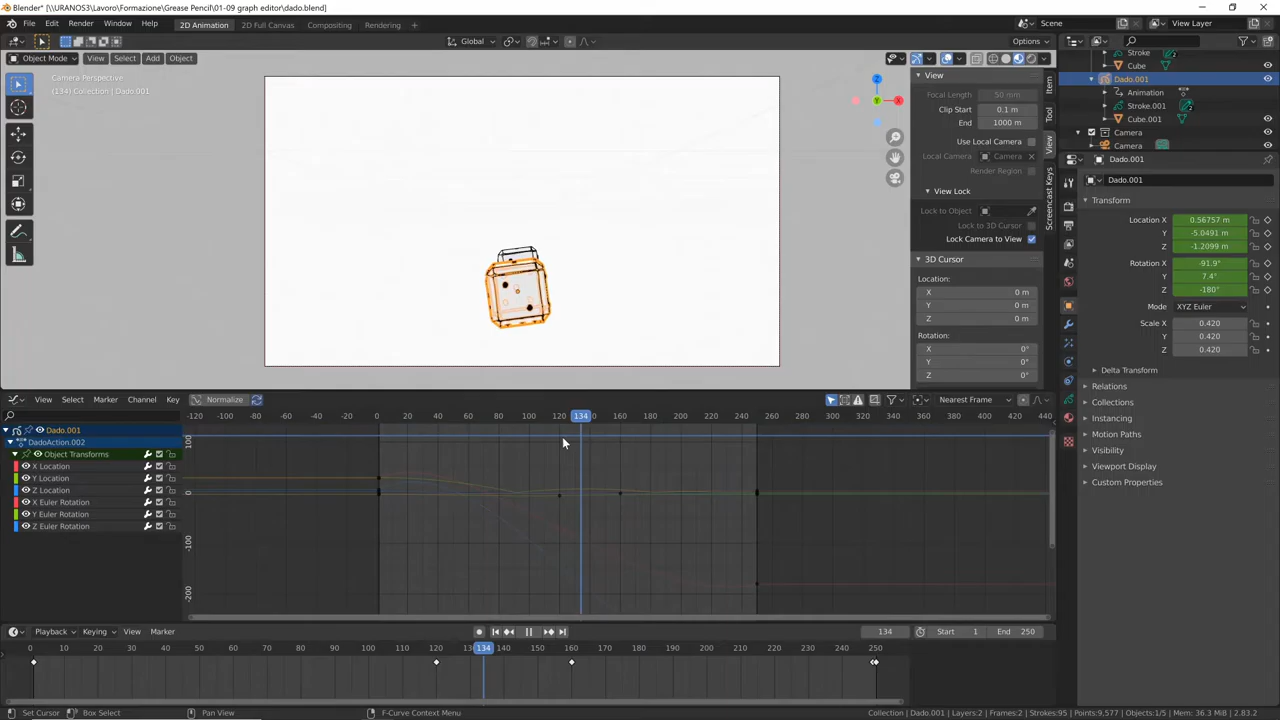 Blender* [\\URANOS3\Lavoro\Formazione\Grease Pencil\01-09 graph editor\dado.blend]
File Edit Render Window Help 2D Animation 2D Full Canvas Compositing Rendering Scene View Layer
Global Options
Object Mode View Select Add Object
Camera Perspective
(134) Collection | Dado.001
X Y Z
View
Focal Length 50 mm
Clip Start 0.1 m
End 1000 m
Use Local Camera
Local Camera Camera
Render Region
View Lock
Lock to Object
Lock to 3D Cursor
Lock Camera to View
3D Cursor
Location:
X 0 m
Y 0 m
Z 0 m
Rotation:
X 0°
Y 0°
Z 0°
Item
Tool
View
Screencast Keys
Stroke 2
Cube
Dado.001
Animation
Stroke.001 2
Cube.001
Camera
Camera
Dado.001
Dado.001
Transform
Location X 0.56757 m
Y -5.0491 m
Z -1.2099 m
Rotation X -91.9°
Y 7.4°
Z -180°
Mode XYZ Euler
Scale X 0.420
Y 0.420
Z 0.420
Delta Transform
Relations
Collections
Instancing
Motion Paths
Visibility
Viewport Display
Custom Properties
View Select Marker Channel Key Normalize Nearest Frame
-120 -100 -80 -60 -40 -20 0 20 40 60 80 100 120 134 160 180 200 220 240 260 280 300 320 340 360 380 400 420 440
Dado.001
DadoAction.002
Object Transforms
X Location
Y Location
Z Location
X Euler Rotation
Y Euler Rotation
Z Euler Rotation
100
0
-100
-200
Playback Keying View Marker 134 Start 1 End 250
0 10 20 30 40 50 60 70 80 90 100 110 120 134 140 150 160 170 180 190 200 210 220 230 240 250
Set Cursor Box Select Pan View F-Curve Context Menu Collection | Dado.001 | Layers:2 | Frames:2 | Strokes:95 | Points:9,577 | Objects:1/5 | Mem: 36.3 MiB | 2.83.2